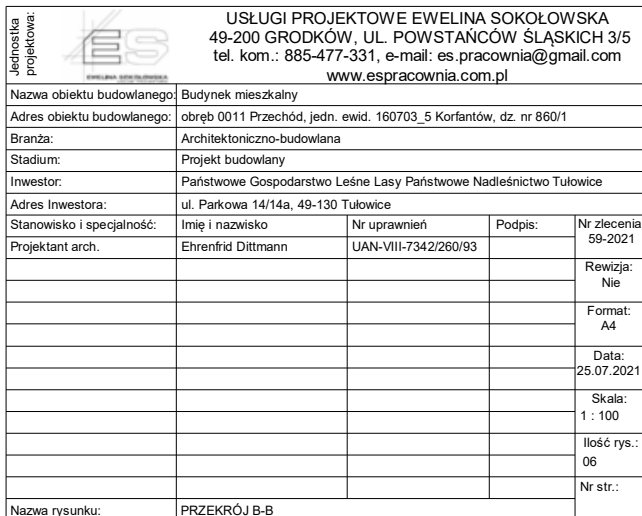 Jednostka
projektowa:
ES
EWELINA SOKOŁOWSKA
USŁUGI PROJEKTOWE EWELINA SOKOŁOWSKA
49-200 GRODKÓW, UL. POWSTAŃCÓW ŚLĄSKICH 3/5
tel. kom.: 885-477-331, e-mail: es.pracownia@gmail.com
www.espracownia.com.pl
Nazwa obiektu budowlanego: Budynek mieszkalny
Adres obiektu budowlanego: obręb 0011 Przechód, jedn. ewid. 160703_5 Korfantów, dz. nr 860/1
Branża: Architektoniczno-budowlana
Stadium: Projekt budowlany
Inwestor: Państwowe Gospodarstwo Leśne Lasy Państwowe Nadleśnictwo Tułowice
Adres Inwestora: ul. Parkowa 14/14a, 49-130 Tułowice
Stanowisko i specjalność: Imię i nazwisko Nr uprawnień Podpis: Nr zlecenia
59-2021
Projektant arch. Ehrenfrid Dittmann UAN-VIII-7342/260/93
Rewizja:
Nie
Format:
A4
Data:
25.07.2021
Skala:
1 : 100
Ilość rys.:
06
Nr str.:
Nazwa rysunku: PRZEKRÓJ B-B